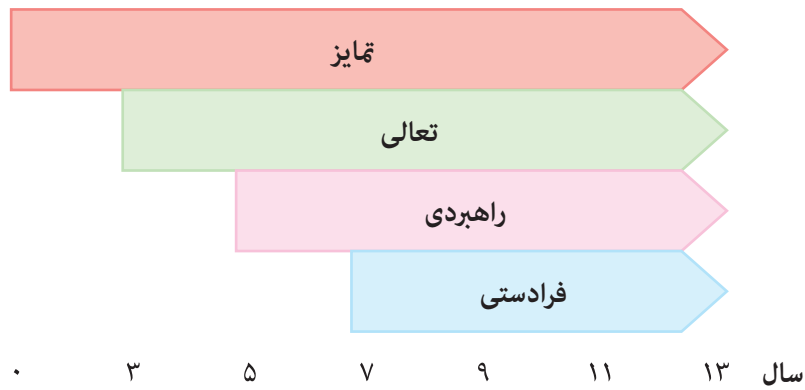 تمایز
تعالی
راهبردی
فرادستی
۰ ۳ ۵ ۷ ۹ ۱۱ ۱۳ سال